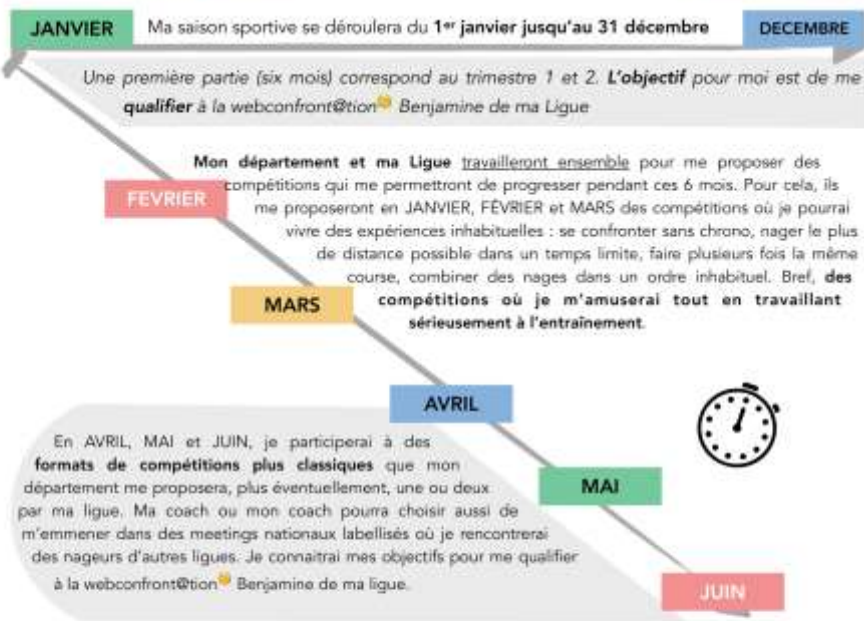 JANVIER
Ma saison sportive se déroulera du 1er janvier jusqu'au 31 décembre
DECEMBRE
Une première partie (six mois) correspond au trimestre 1 et 2. L'objectif pour moi est de me
qualifier à la webconfront@tion Benjamine de ma Ligue
Mon département et ma Ligue travailleront ensemble pour me proposer des
FEVRIER
compétitions qui me permettront de progresser pendant ces 6 mois. Pour cela, ils
me proposeront en JANVIER, FÉVRIER et MARS des compétitions où je pourrai
vivre des expériences inhabituelles : se confronter sans chrono, nager le plus
de distance possible dans un temps limite, faire plusieurs fois la même
course, combiner des nages dans un ordre inhabituel. Bref, des
MARS
compétitions où je m'amuserai tout en travaillant
sérieusement à l'entraînement.
AVRIL
En AVRIL, MAI et JUIN, je participerai à des
formats de compétitions plus classiques que mon
département me proposera, plus éventuellement, une ou deux
MAI
par ma ligue. Ma coach ou mon coach pourra choisir aussi de
m'emmener dans des meetings nationaux labellisés où je rencontrerai
des nageurs d'autres ligues. Je connaitrai mes objectifs pour me qualifier
à la webconfront@tion Benjamine de ma ligue.
JUIN